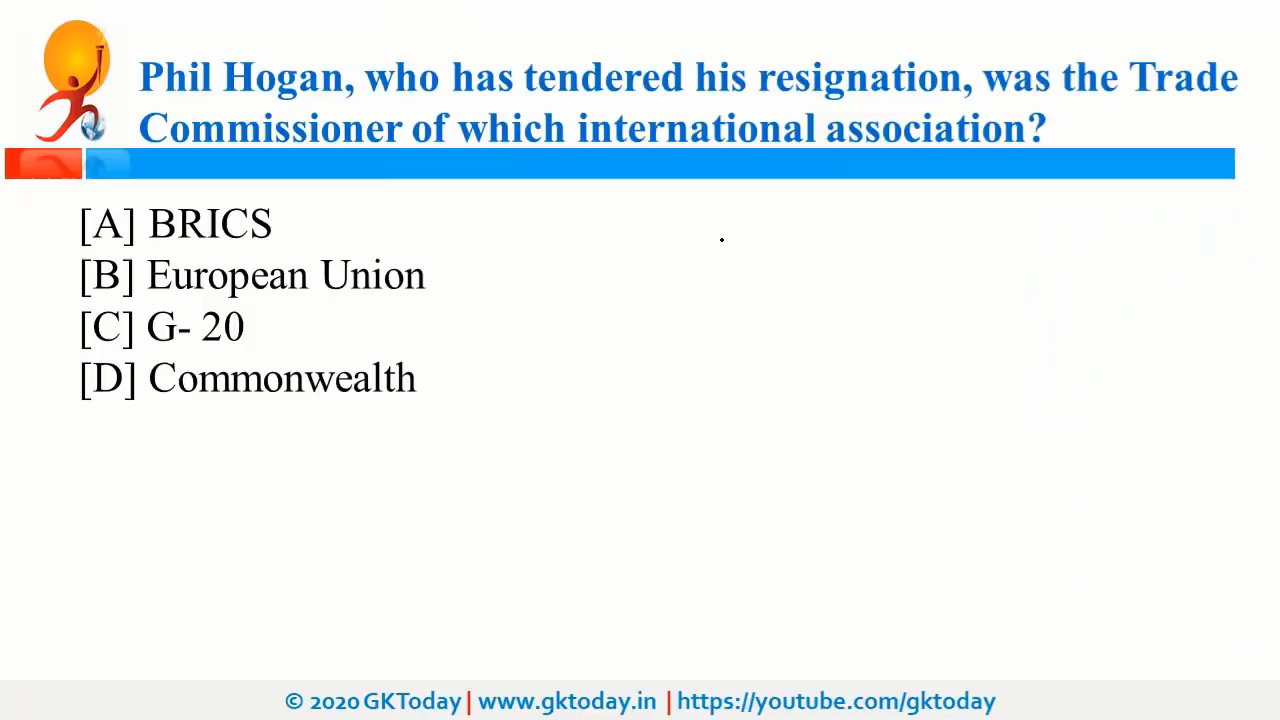 Phil Hogan, who has tendered his resignation, was the Trade
Commissioner of which international association?
[A] BRICS
[B] European Union
[C] G- 20
[D] Commonwealth
© 2020 GKToday | www.gktoday.in | https://youtube.com/gktoday